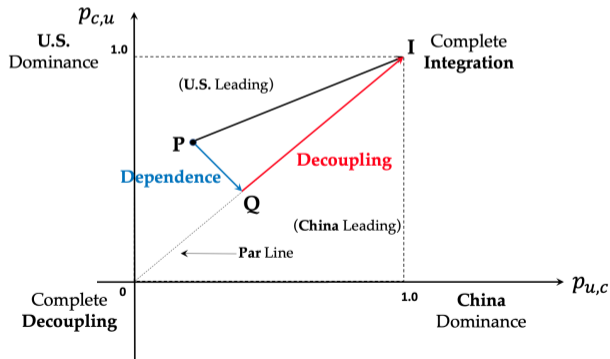 p_{c,u}
U.S.
Dominance
1.0
I
Complete
Integration
(U.S. Leading)
P
Decoupling
Dependence
Q
(China Leading)
Par Line
0
1.0
p_{u,c}
Complete
Decoupling
China
Dominance